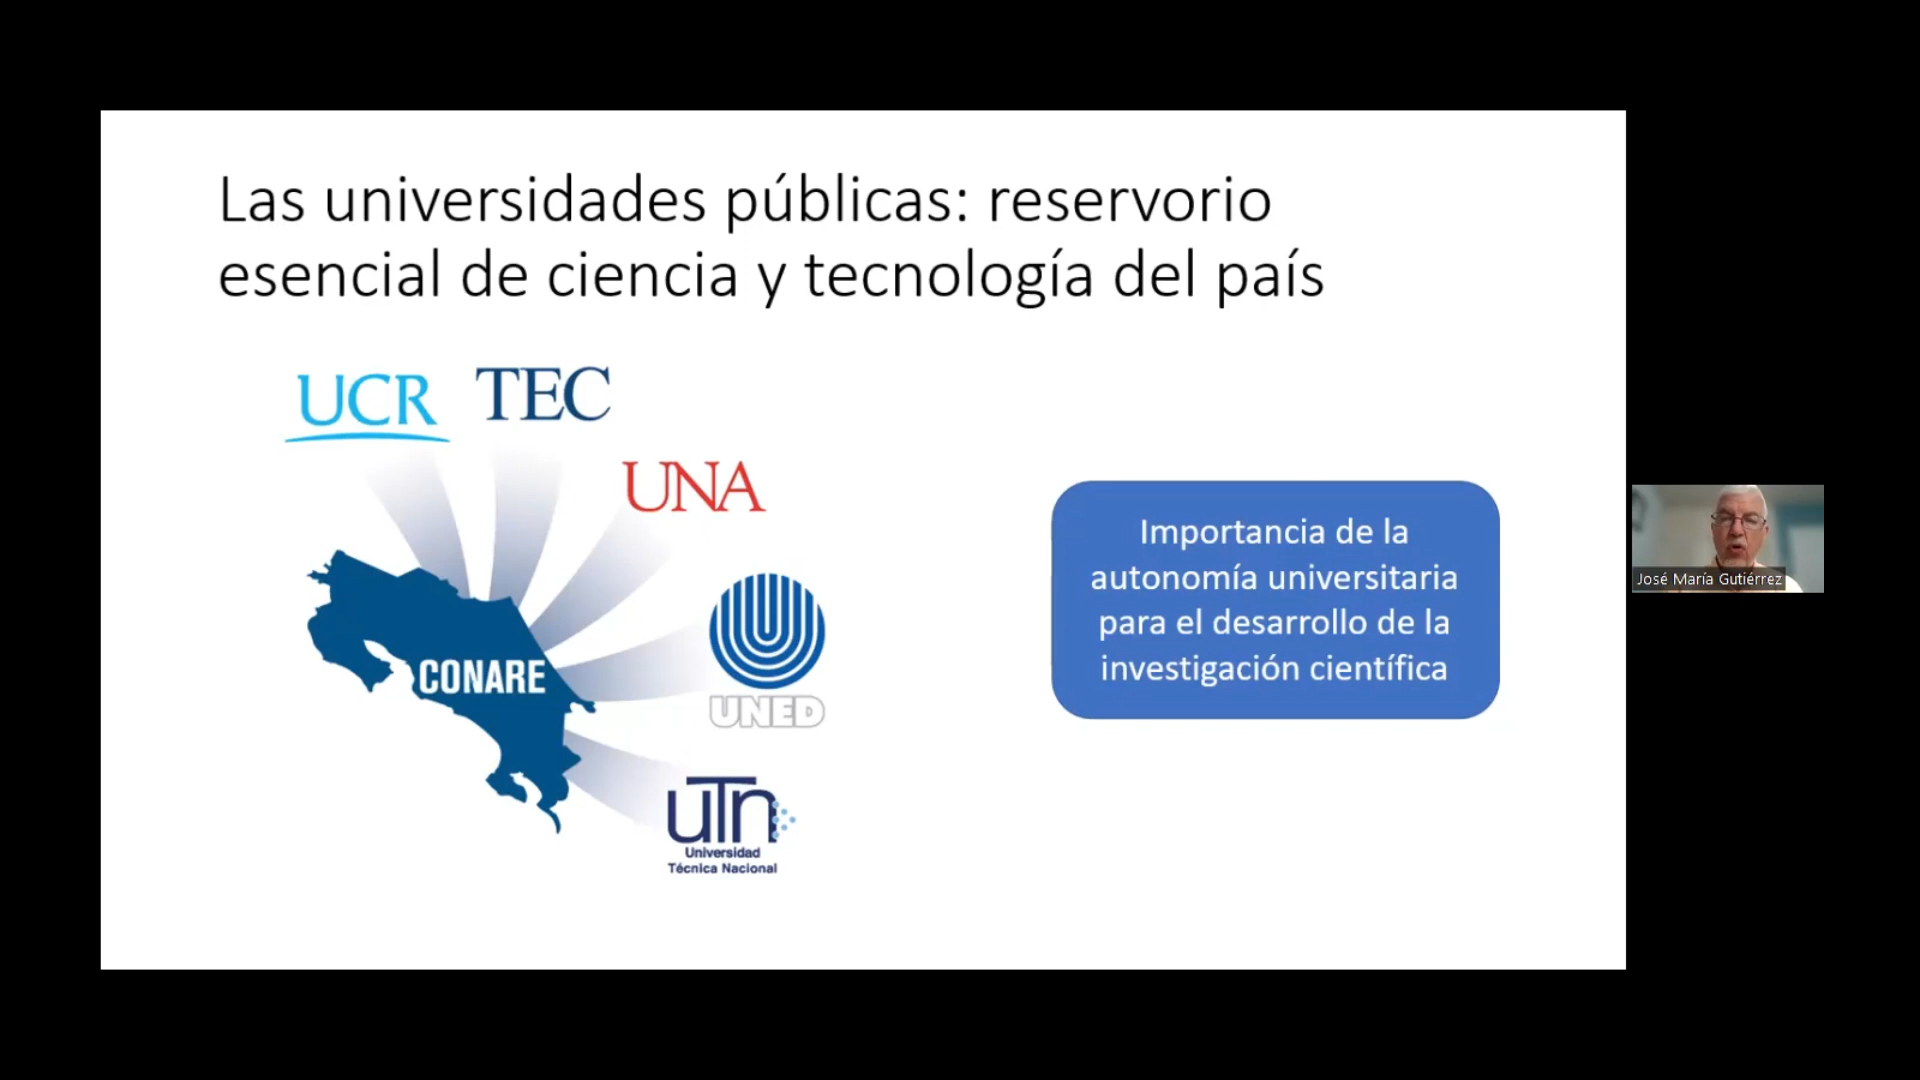 Las universidades públicas: reservorio
esencial de ciencia y tecnología del país
UCR
TEC
UNA
CONARE
UNED
uTn
Universidad
Técnica Nacional
Importancia de la
autonomía universitaria
para el desarrollo de la
investigación científica
José María Gutiérrez